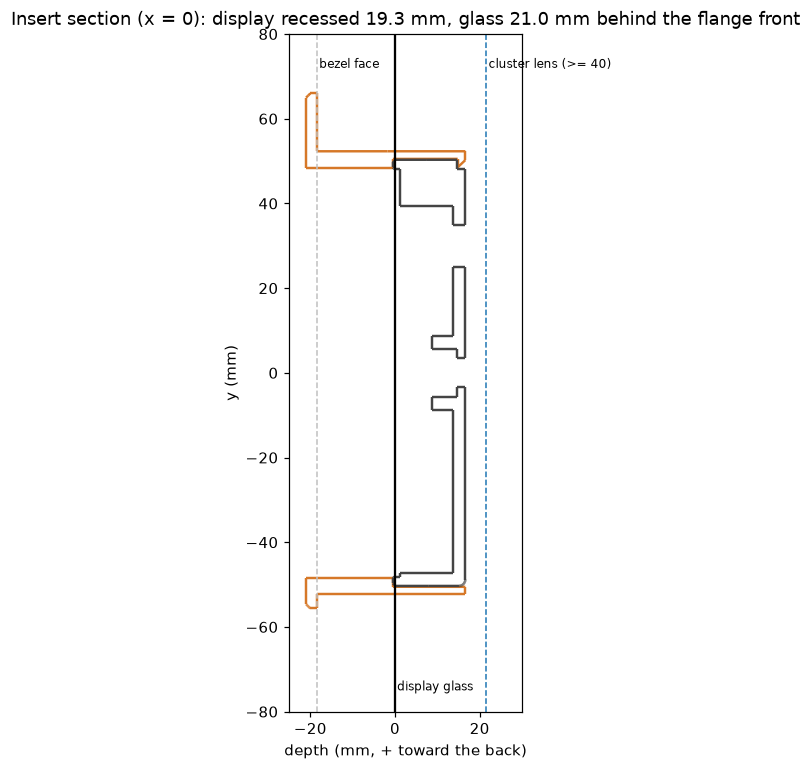 Insert section (x = 0): display recessed 19.3 mm, glass 21.0 mm behind the flange front
80
bezel face
cluster lens (>= 40)
60
40
20
0
y (mm)
−20
−40
−60
display glass
−80
−20
0
20
depth (mm, + toward the back)